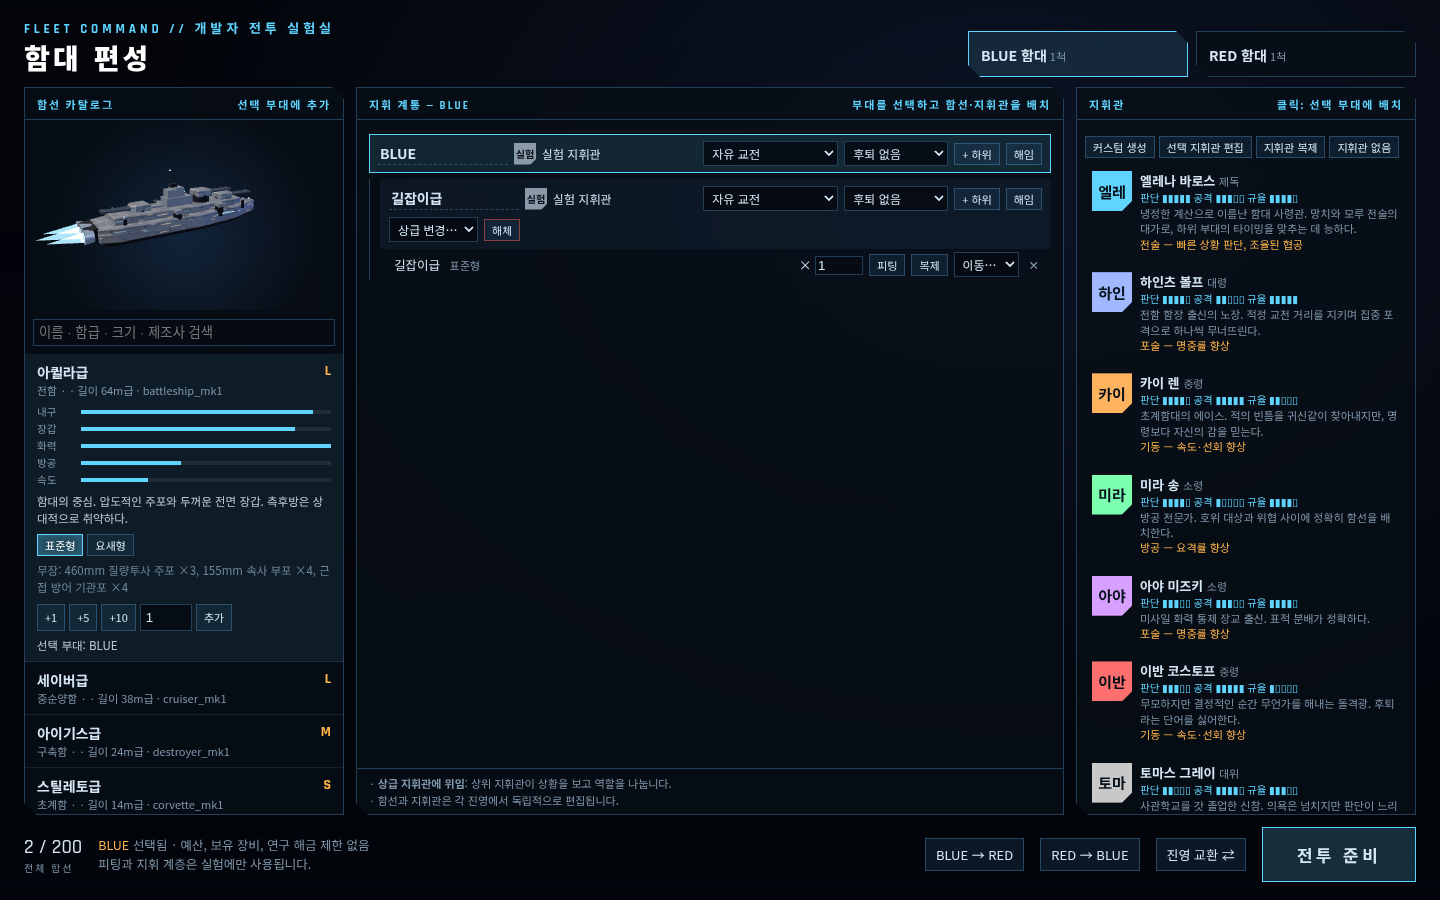 FLEET COMMAND // 개발자 전투 실험실
함대 편성
BLUE 함대 1척
RED 함대 1척
함선 카탈로그
선택 부대에 추가
이름 · 함급 · 크기 · 제조사 검색
아퀼라급 L
전함 · · 길이 64m급 · battleship_mk1
내구
장갑
화력
방공
속도
함대의 중심. 압도적인 주포와 두꺼운 전면 장갑. 측후방은 상
대적으로 취약하다.
표준형 요새형
무장: 460mm 질량투사 주포 ×3, 155mm 속사 부포 ×4, 근
접 방어 기관포 ×4
+1 +5 +10 1 추가
선택 부대: BLUE
세이버급 L
중순양함 · · 길이 38m급 · cruiser_mk1
아이기스급 M
구축함 · · 길이 24m급 · destroyer_mk1
스틸레토급 S
초계함 · · 길이 14m급 · corvette_mk1
지휘 계통 — BLUE
부대를 선택하고 함선·지휘관을 배치
BLUE 실험 실험 지휘관 자유 교전 후퇴 없음 + 하위 해임
길잡이급 실험 실험 지휘관 자유 교전 후퇴 없음 + 하위 해임
상급 변경… 해체
길잡이급 표준형 × 1 피팅 복제 이동… ×
· 상급 지휘관에 위임: 상위 지휘관이 상황을 보고 역할을 나눕니다.
· 함선과 지휘관은 각 진영에서 독립적으로 편집됩니다.
지휘관
클릭: 선택 부대에 배치
커스텀 생성 선택 지휘관 편집 지휘관 복제 지휘관 없음
엘레 엘레나 바로스 제독
판단 ▮▮▮▮▮ 공격 ▮▮▮▯▯ 규율 ▮▮▮▮▯
냉정한 계산으로 이름난 함대 사령관. 망치와 모루 전술의
대가로, 하위 부대의 타이밍을 맞추는 데 능하다.
전술 — 빠른 상황 판단, 조율된 협공
하인 하인츠 볼프 대령
판단 ▮▮▮▮▯ 공격 ▮▮▯▯▯ 규율 ▮▮▮▮▮
전함 함장 출신의 노장. 적정 교전 거리를 지키며 집중 포
격으로 하나씩 무너뜨린다.
포술 — 명중률 향상
카이 카이 렌 중령
판단 ▮▮▮▮▯ 공격 ▮▮▮▮▮ 규율 ▮▮▯▯▯
초계함대의 에이스. 적의 빈틈을 귀신같이 찾아내지만, 명
령보다 자신의 감을 믿는다.
기동 — 속도·선회 향상
미라 미라 송 소령
판단 ▮▮▮▮▯ 공격 ▮▯▯▯▯ 규율 ▮▮▮▮▯
방공 전문가. 호위 대상과 위협 사이에 정확히 함선을 배
치한다.
방공 — 요격률 향상
아야 아야 미즈키 소령
판단 ▮▮▮▯▯ 공격 ▮▮▮▯▯ 규율 ▮▮▮▮▯
미사일 화력 통제 장교 출신. 표적 분배가 정확하다.
포술 — 명중률 향상
이반 이반 코스토프 중령
판단 ▮▮▮▯▯ 공격 ▮▮▮▮▮ 규율 ▮▯▯▯▯
무모하지만 결정적인 순간 무언가를 해내는 돌격광. 후퇴
라는 단어를 싫어한다.
기동 — 속도·선회 향상
토마 토마스 그레이 대위
판단 ▮▮▯▯▯ 공격 ▮▮▮▮▯ 규율 ▮▮▮▯▯
사관학교를 갓 졸업한 신참. 의욕은 넘치지만 판단이 느리
2 / 200
전체 함선
BLUE 선택됨 · 예산, 보유 장비, 연구 해금 제한 없음
피팅과 지휘 계층은 실험에만 사용됩니다.
BLUE → RED
RED → BLUE
진영 교환 ⇄
전투 준비